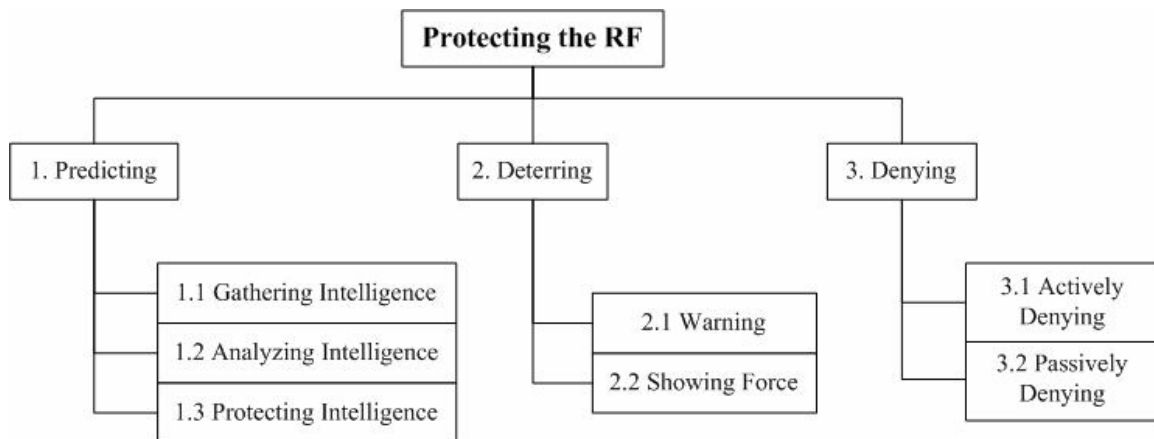 Protecting the RF
1. Predicting
2. Deterring
3. Denying
1.1 Gathering Intelligence
1.2 Analyzing Intelligence
1.3 Protecting Intelligence
2.1 Warning
2.2 Showing Force
3.1 Actively
Denying
3.2 Passively
Denying